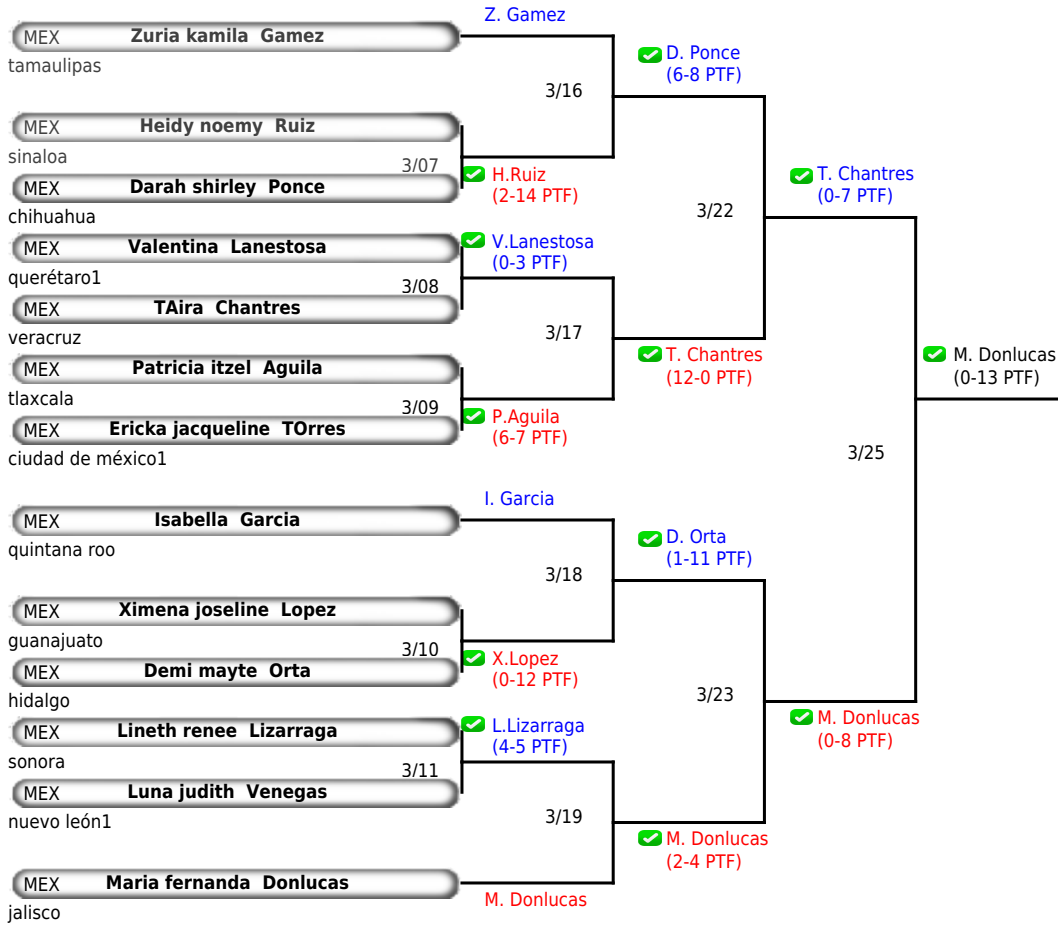 Z. Gamez
MEX Zuria kamila Gamez
tamaulipas
D. Ponce
(6-8 PTF)
3/16
MEX Heidy noemy Ruiz
sinaloa
3/07
H.Ruiz
(2-14 PTF)
MEX Darah shirley Ponce
chihuahua
T. Chantres
(0-7 PTF)
3/22
MEX Valentina Lanestosa
querétaro1
V.Lanestosa
(0-3 PTF)
3/08
MEX TAira Chantres
veracruz
3/17
MEX Patricia itzel Aguila
tlaxcala
T. Chantres
(12-0 PTF)
M. Donlucas
(0-13 PTF)
3/09
P.Aguila
(6-7 PTF)
MEX Ericka jacqueline TOrres
ciudad de méxico1
3/25
I. Garcia
MEX Isabella Garcia
quintana roo
D. Orta
(1-11 PTF)
3/18
MEX Ximena joseline Lopez
guanajuato
3/10
X.Lopez
(0-12 PTF)
MEX Demi mayte Orta
hidalgo
3/23
M. Donlucas
(0-8 PTF)
MEX Lineth renee Lizarraga
sonora
L.Lizarraga
(4-5 PTF)
3/11
MEX Luna judith Venegas
nuevo león1
3/19
M. Donlucas
(2-4 PTF)
MEX Maria fernanda Donlucas
jalisco
M. Donlucas